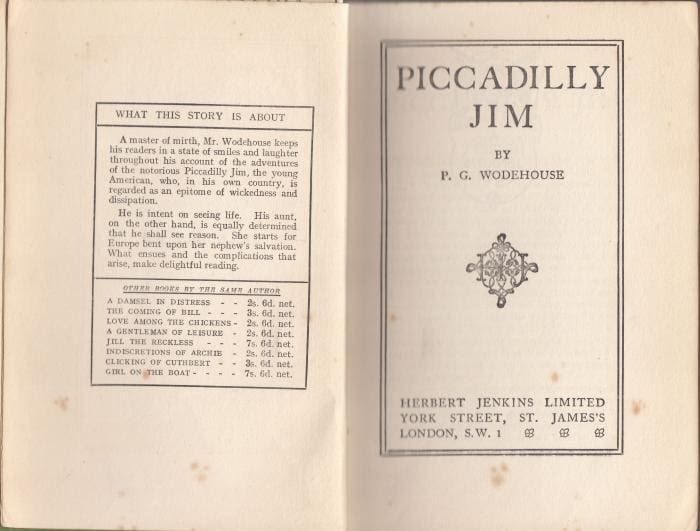 WHAT THIS STORY IS ABOUT
A master of mirth, Mr. Wodehouse keeps
his readers in a state of smiles and laughter
throughout his account of the adventures
of the notorious Piccadilly Jim, the young
American, who, in his own country, is
regarded as an epitome of wickedness and
dissipation.
He is intent on seeing life. His aunt,
on the other hand, is equally determined
that he shall see reason. She starts for
Europe bent upon her nephew's salvation.
What ensues and the complications that
arise, make delightful reading.
OTHER BOOKS BY THE SAME AUTHOR
A DAMSEL IN DISTRESS - - 2s. 6d. net.
THE COMING OF BILL - - - 3s. 6d. net.
LOVE AMONG THE CHICKENS - 2s. 6d. net.
A GENTLEMAN OF LEISURE - 2s. 6d. net.
JILL THE RECKLESS - - - 7s. 6d. net.
INDISCRETIONS OF ARCHIE - 2s. 6d. net.
CLICKING OF CUTHBERT - - 3s. 6d. net.
GIRL ON THE BOAT - - - - 7s. 6d. net.
PICCADILLY
JIM
BY
P. G. WODEHOUSE
HERBERT JENKINS LIMITED
YORK STREET, ST. JAMES'S
LONDON, S.W. 1